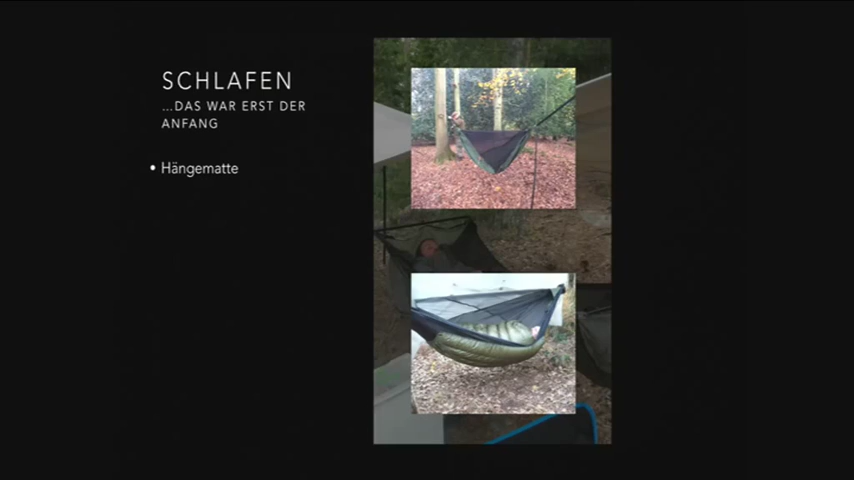 SCHLAFEN
...DAS WAR ERST DER
ANFANG
• Hängematte